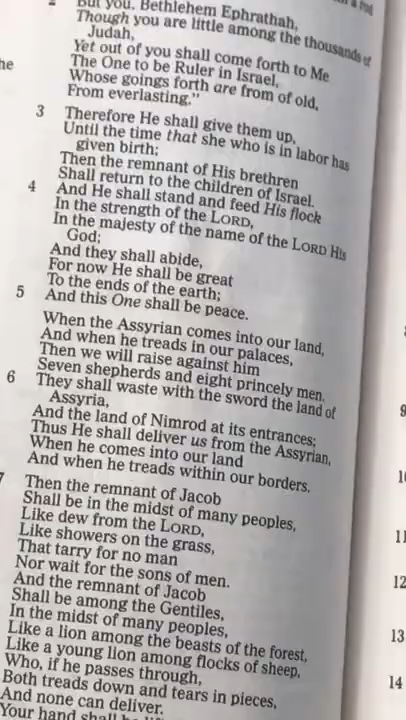 But you, Bethlehem Ephrathah,
Though you are little among the thousands of
Judah,
Yet out of you shall come forth to Me
The One to be Ruler in Israel,
Whose goings forth are from of old,
From everlasting."
3 Therefore He shall give them up,
Until the time that she who is in labor has
given birth;
Then the remnant of His brethren
Shall return to the children of Israel.
4 And He shall stand and feed His flock
In the strength of the LORD,
In the majesty of the name of the LORD His
God;
And they shall abide,
For now He shall be great
To the ends of the earth;
5 And this One shall be peace.
When the Assyrian comes into our land,
And when he treads in our palaces,
Then we will raise against him
Seven shepherds and eight princely men.
6 They shall waste with the sword the land of
Assyria,
And the land of Nimrod at its entrances;
Thus He shall deliver us from the Assyrian,
When he comes into our land
And when he treads within our borders.
7 Then the remnant of Jacob
Shall be in the midst of many peoples,
Like dew from the LORD,
Like showers on the grass,
That tarry for no man
Nor wait for the sons of men.
And the remnant of Jacob
Shall be among the Gentiles,
In the midst of many peoples,
Like a lion among the beasts of the forest,
Like a young lion among flocks of sheep,
Who, if he passes through,
Both treads down and tears in pieces,
And none can deliver.
Your hand shall
he
9
10
11
12
13
14